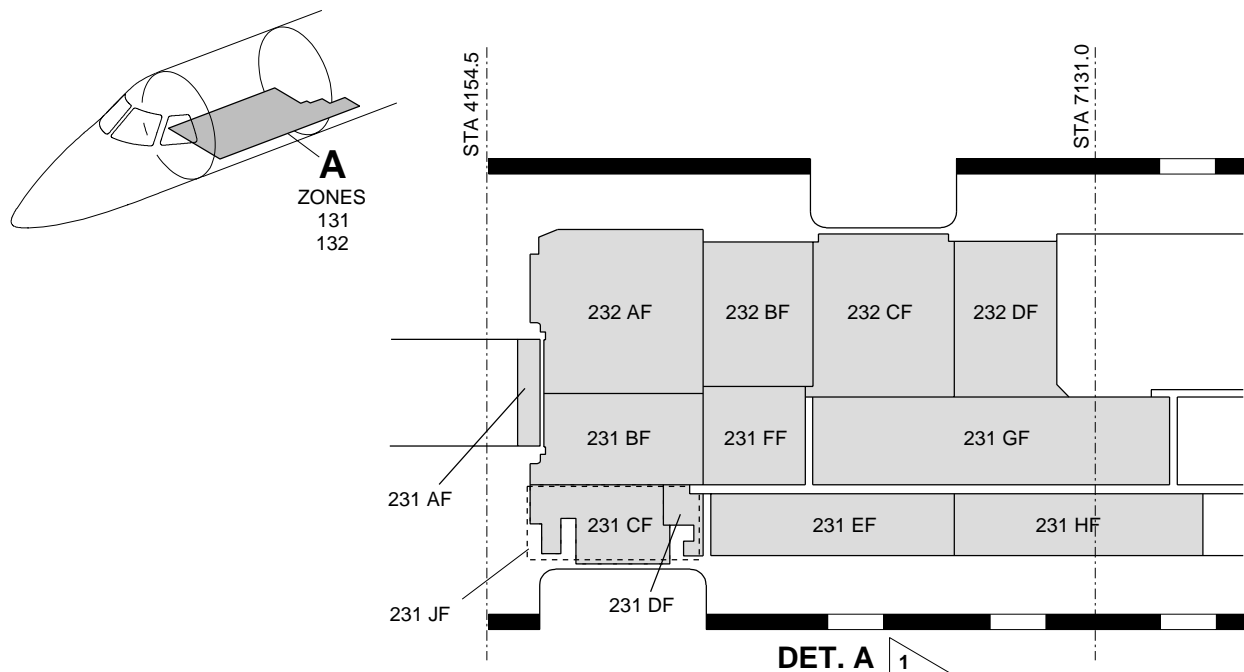 A
ZONES
131
132
STA 4154.5
STA 7131.0
232 AF
232 BF
232 CF
232 DF
231 BF
231 FF
231 GF
231 AF
231 CF
231 EF
231 HF
231 JF
231 DF
DET. A
1